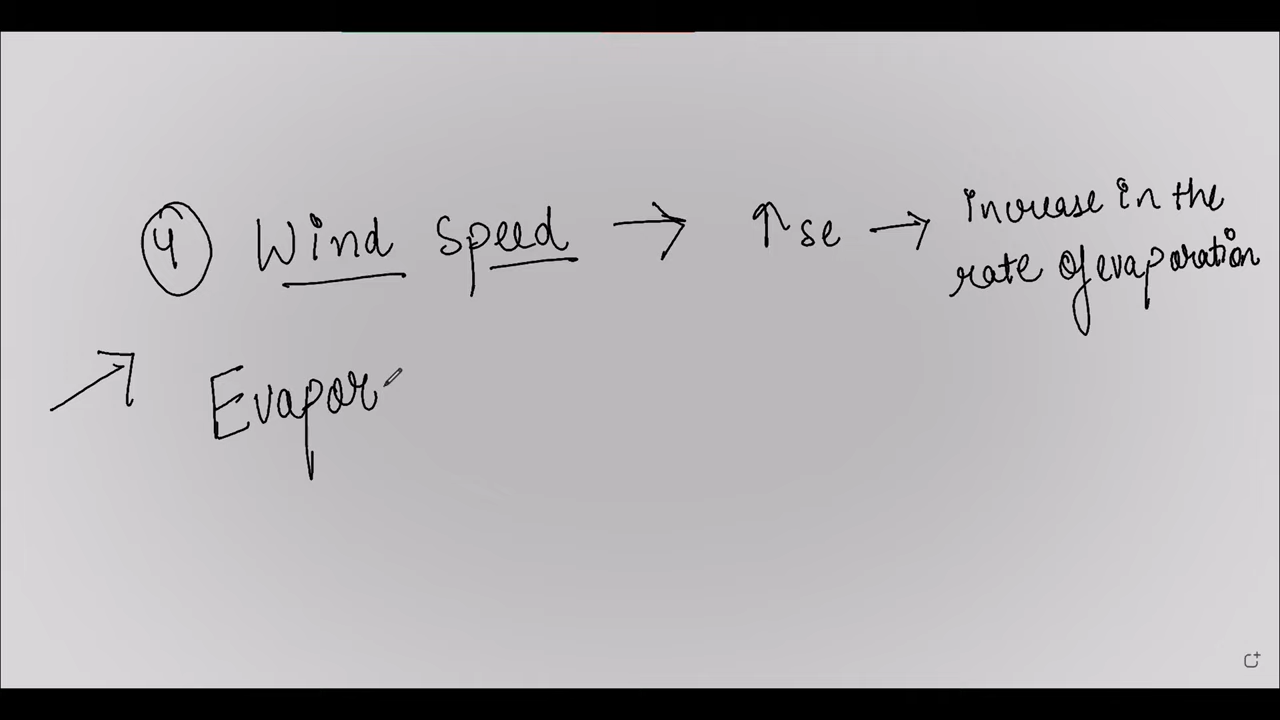 4 Wind Speed → ↑se → increase in the
rate of evaporation
→ Evapor